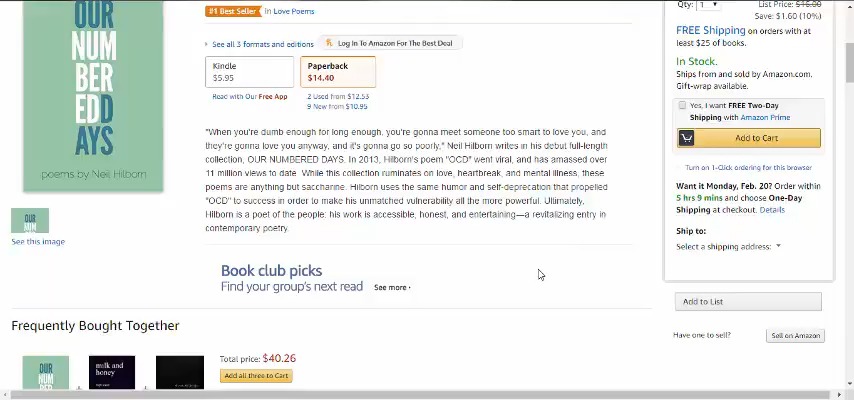 OUR
NUM
BER
EDD
AYS
poems by Neil Hilborn
See this image
#1 Best Seller in Love Poems
See all 3 formats and editions
Log In To Amazon For The Best Deal
Kindle
$5.95
Paperback
$14.40
Read with Our Free App
2 Used from $12.53
9 New from $10.95
"When you're dumb enough for long enough, you're gonna meet someone too smart to love you, and
they're gonna love you anyway, and it's gonna go so poorly." Neil Hilborn writes in his debut full-length
collection, OUR NUMBERED DAYS. In 2013, Hilborn's poem "OCD" went viral, and has amassed over
11 million views to date. While this collection ruminates on love, heartbreak, and mental illness, these
poems are anything but saccharine. Hilborn uses the same humor and self-deprecation that propelled
"OCD" to success in order to make his unmatched vulnerability all the more powerful. Ultimately,
Hilborn is a poet of the people: his work is accessible, honest, and entertaining—a revitalizing entry in
contemporary poetry.
Book club picks
Find your group's next read See more ›
Qty: 1
List Price: $16.00
Save: $1.60 (10%)
FREE Shipping on orders with at
least $25 of books.
In Stock.
Ships from and sold by Amazon.com.
Gift-wrap available.
Yes, I want FREE Two-Day
Shipping with Amazon Prime
Add to Cart
Turn on 1-Click ordering for this browser
Want it Monday, Feb. 20? Order within
5 hrs 9 mins and choose One-Day
Shipping at checkout. Details
Ship to:
Select a shipping address:
Add to List
Have one to sell?
Sell on Amazon
Frequently Bought Together
OUR
NUM
milk and
honey
+
+
Total price: $40.26
Add all three to Cart